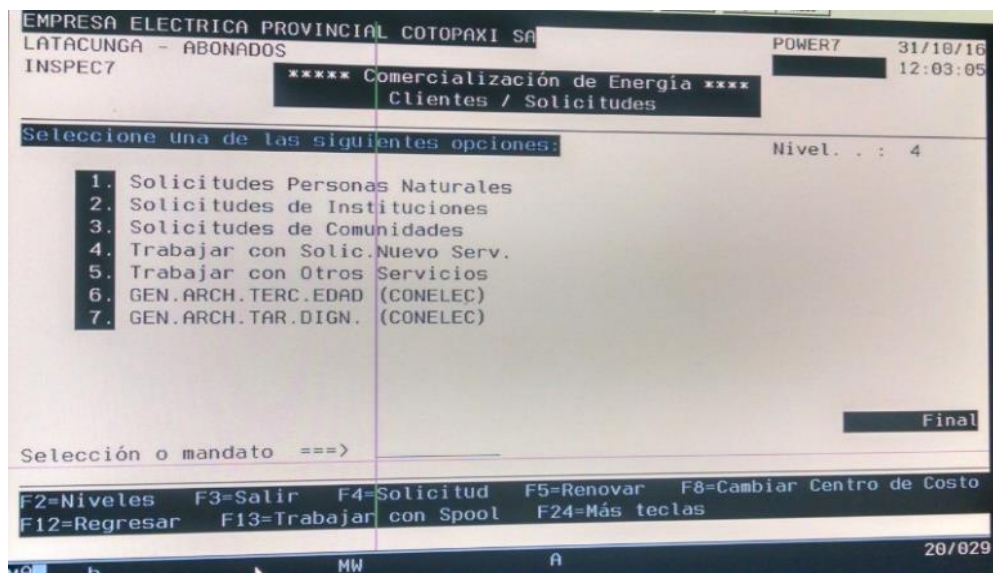 EMPRESA ELECTRICA PROVINCIAL COTOPAXI SA
LATACUNGA - ABONADOS POWER7 31/10/16
INSPEC7 12:03:05
***** Comercialización de Energía ****
Clientes / Solicitudes
Seleccione una de las siguientes opciones: Nivel. . : 4
1. Solicitudes Personas Naturales
2. Solicitudes de Instituciones
3. Solicitudes de Comunidades
4. Trabajar con Solic.Nuevo Serv.
5. Trabajar con Otros Servicios
6. GEN.ARCH.TERC.EDAD (CONELEC)
7. GEN.ARCH.TAR.DIGN. (CONELEC)
Final
Selección o mandato ===>
F2=Niveles F3=Salir F4=Solicitud F5=Renovar F8=Cambiar Centro de Costo
F12=Regresar F13=Trabajar con Spool F24=Más teclas
20/029
MW A